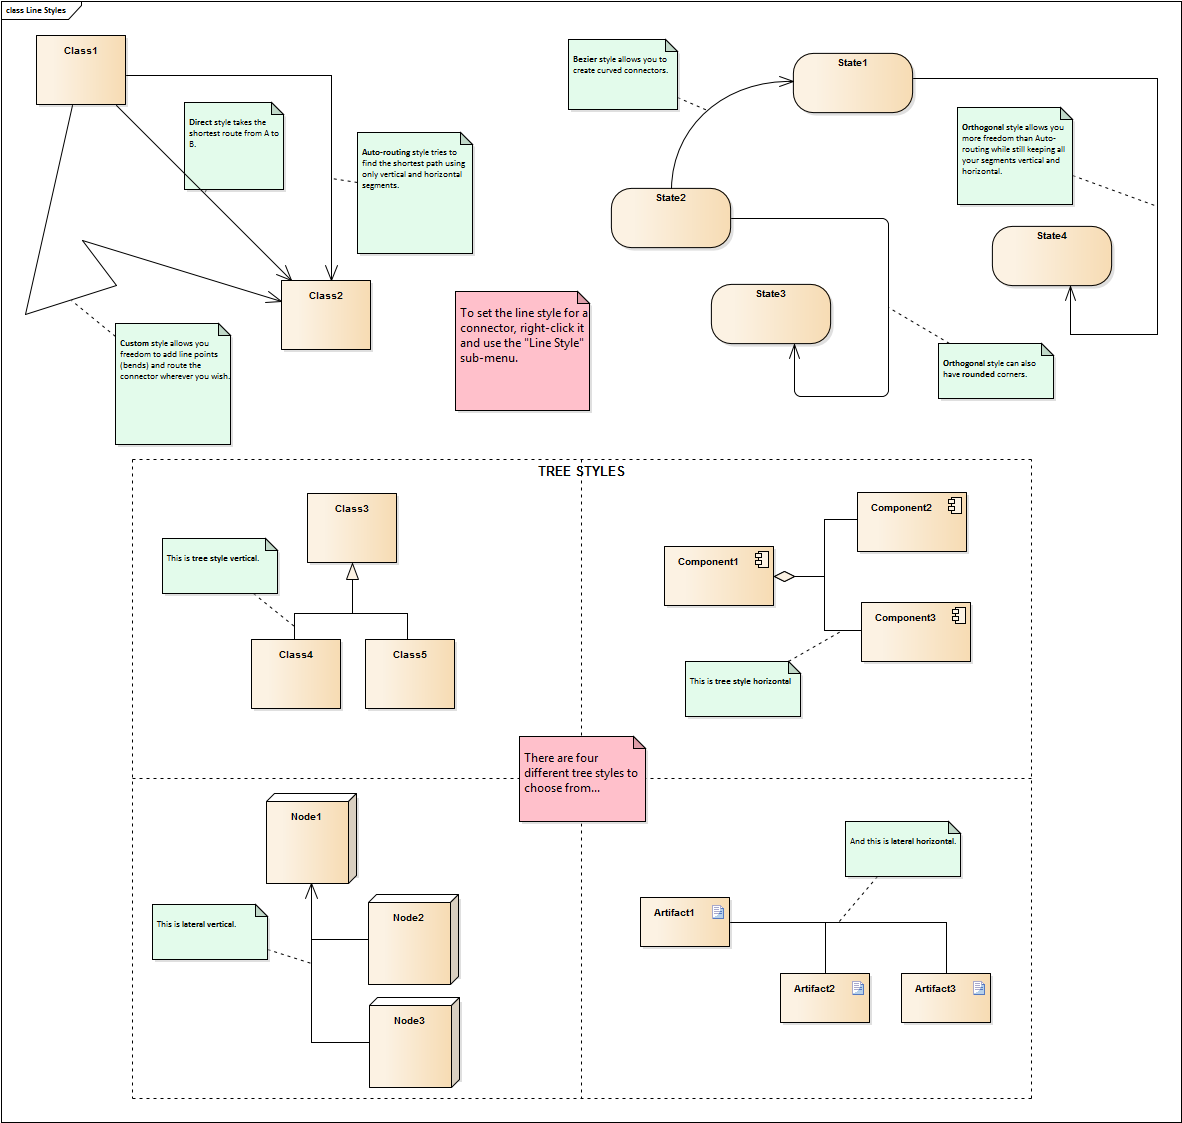 class Line Styles
Class1
Direct style takes the
shortest route from A to
B.
Auto-routing style tries to
find the shortest path using
only vertical and horizontal
segments.
Class2
Custom style allows you
freedom to add line points
(bends) and route the
connector wherever you wish.
To set the line style for a
connector, right-click it
and use the "Line Style"
sub-menu.
Bezier style allows you to
create curved connectors.
State1
Orthogonal style allows you
more freedom than Auto-
routing while still keeping all
your segments vertical and
horizontal.
State2
State4
State3
Orthogonal style can also
have rounded corners.
TREE STYLES
Class3
This is tree style vertical.
Class4
Class5
Component2
Component1
Component3
This is tree style horizontal
There are four
different tree styles to
choose from...
Node1
Node2
This is lateral vertical.
Node3
And this is lateral horizontal.
Artifact1
Artifact2
Artifact3